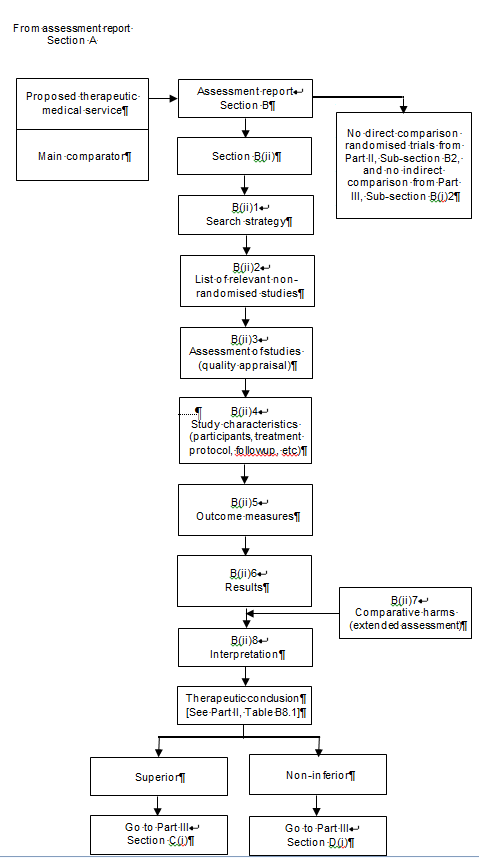 From assessment report
Section A
Proposed therapeutic
medical service¶
Main comparator¶
Assessment report↵
Section B¶
No direct comparison
randomised trials from
Part II, Sub-section B2,
and no indirect
comparison from Part
III, Sub-section B(i)2¶
Section B(ii)¶
B(ii)1↵
Search strategy¶
B(ii)2↵
List of relevant non-
randomised studies¶
B(ii)3↵
Assessment of studies
(quality appraisal)¶
¶
B(ii)4↵
Study characteristics
(participants, treatment
protocol, followup, etc)¶
B(ii)5↵
Outcome measures¶
B(ii)6↵
Results¶
B(ii)7↵
Comparative harms
(extended assessment)¶
B(ii)8↵
Interpretation¶
Therapeutic conclusion¶
[See Part II, Table B8.1]¶
Superior¶
Non-inferior¶
Go to Part III↵
Section C(i)¶
Go to Part III↵
Section D(i)¶